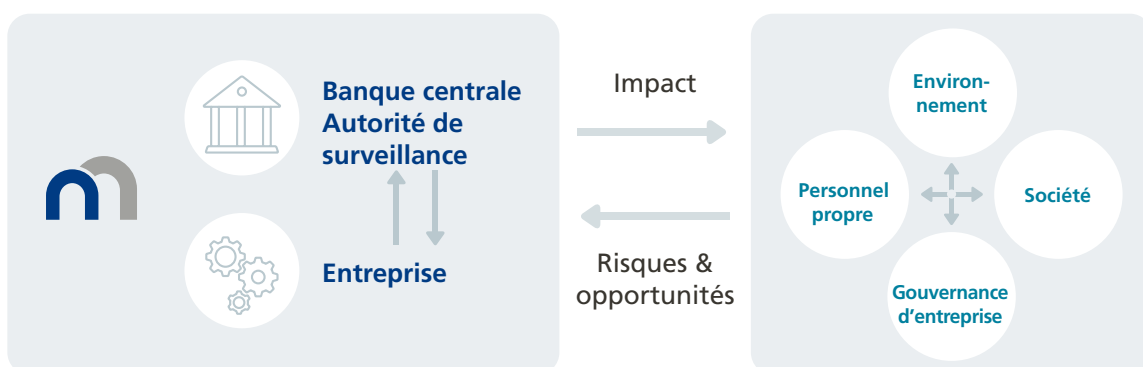 Banque centrale
Autorité de
surveillance
Entreprise
Impact
Risques &
opportunités
Environ-
nement
Personnel
propre
Société
Gouvernance
d'entreprise